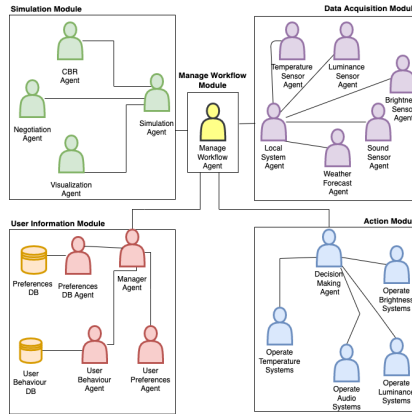 Simulation Module
CBR
Agent
Negotiation
Agent
Simulation
Agent
Visualization
Agent
Manage Workflow
Module
Manage
Workflow
Agent
Data Acquisition Modul
Temperature
Sensor
Agent
Luminance
Sensor
Agent
Brightne
Sensor
Agent
Local
System
Agent
Sound
Sensor
Agent
Weather
Forecast
Agent
User Information Module
Preferences
DB
Preferences
DB Agent
Manager
Agent
User
Behaviour
DB
User
Behaviour
Agent
User
Preferences
Agent
Action Modul
Decision
Making
Agent
Operate
Brightness
Systems
Operate
Temperature
Systems
Operate
Audio
Systems
Operate
Luminance
Systems